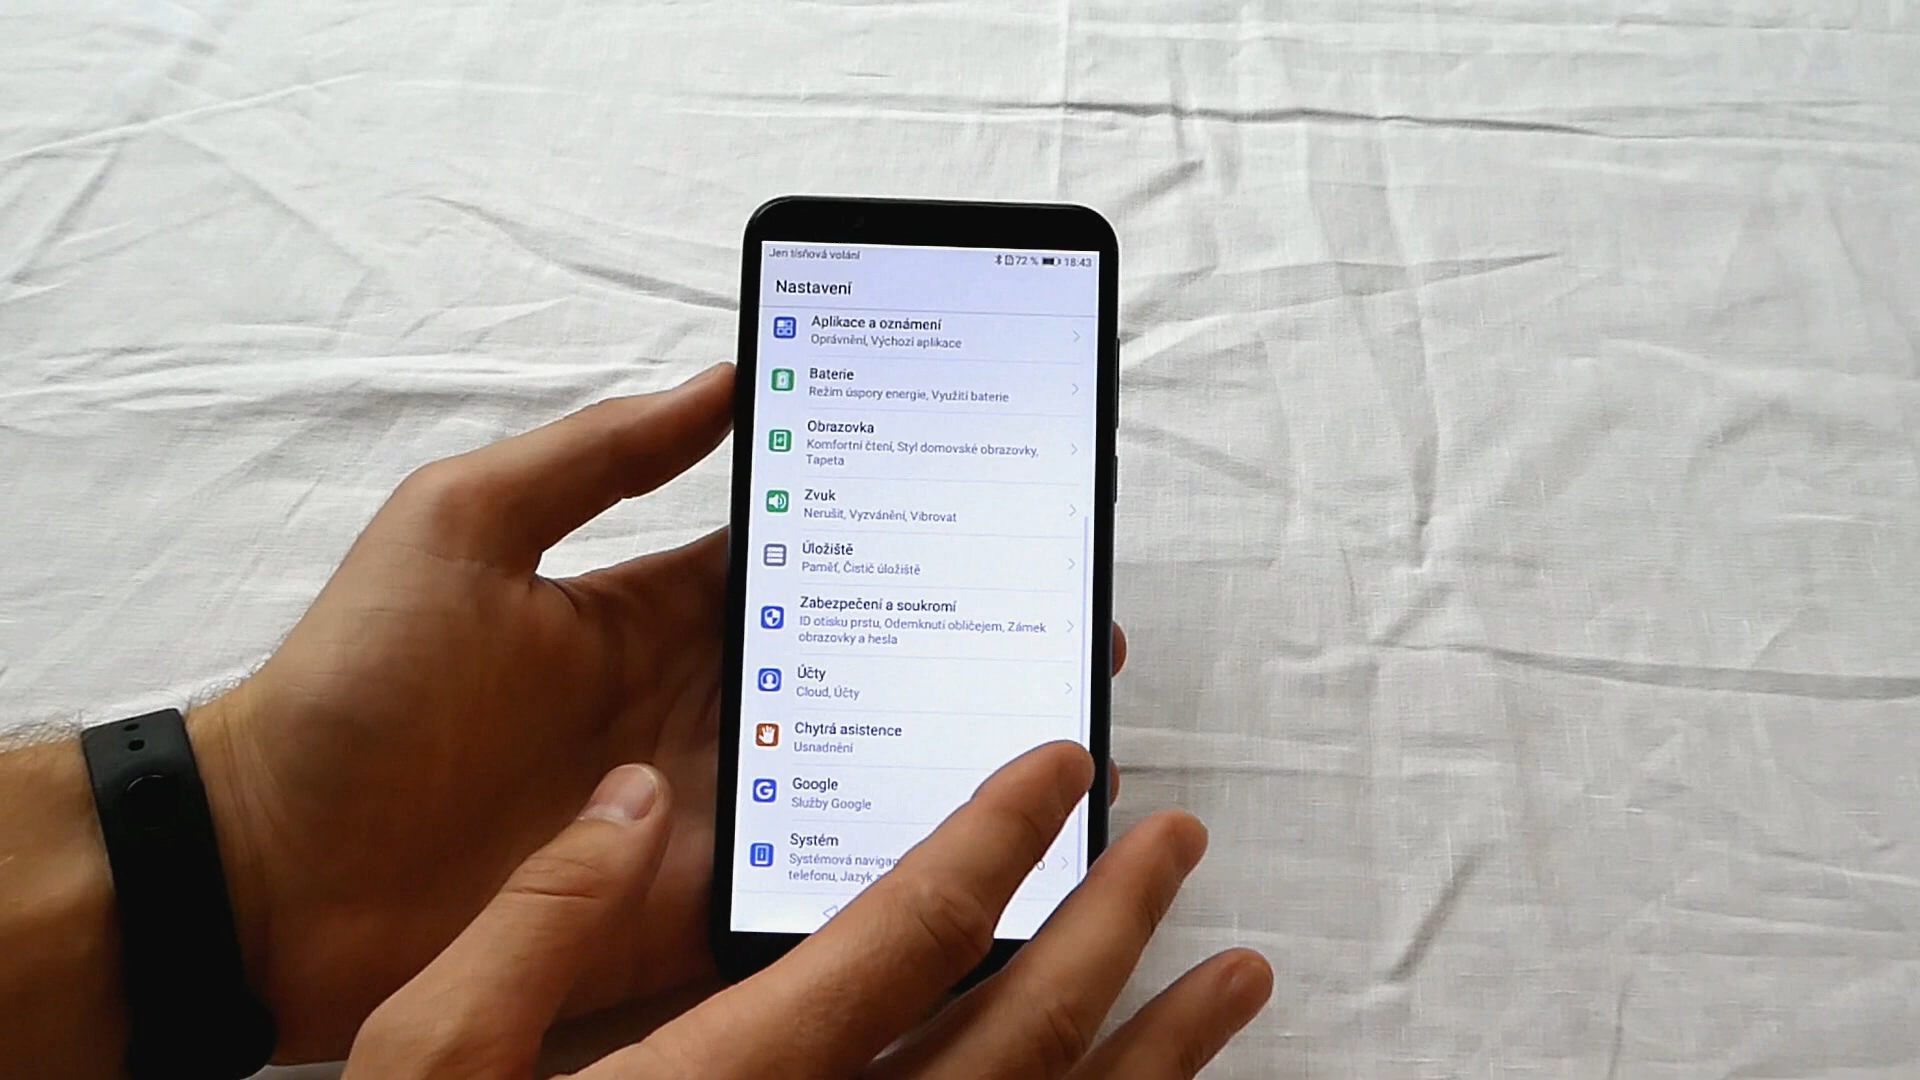 Jen tísňová volání
72 % 18:43
Nastavení
Aplikace a oznámení
Oprávnění, Výchozí aplikace
Baterie
Režim úspory energie, Využití baterie
Obrazovka
Komfortní čtení, Styl domovské obrazovky,
Tapeta
Zvuk
Nerušit, Vyzvánění, Vibrovat
Úložiště
Paměť, Čistič úložiště
Zabezpečení a soukromí
ID otisku prstu, Odemknutí obličejem, Zámek
obrazovky a hesla
Účty
Cloud, Účty
Chytrá asistence
Usnadnění
Google
Služby Google
Systém
Systémová
telefonu, Jazyk